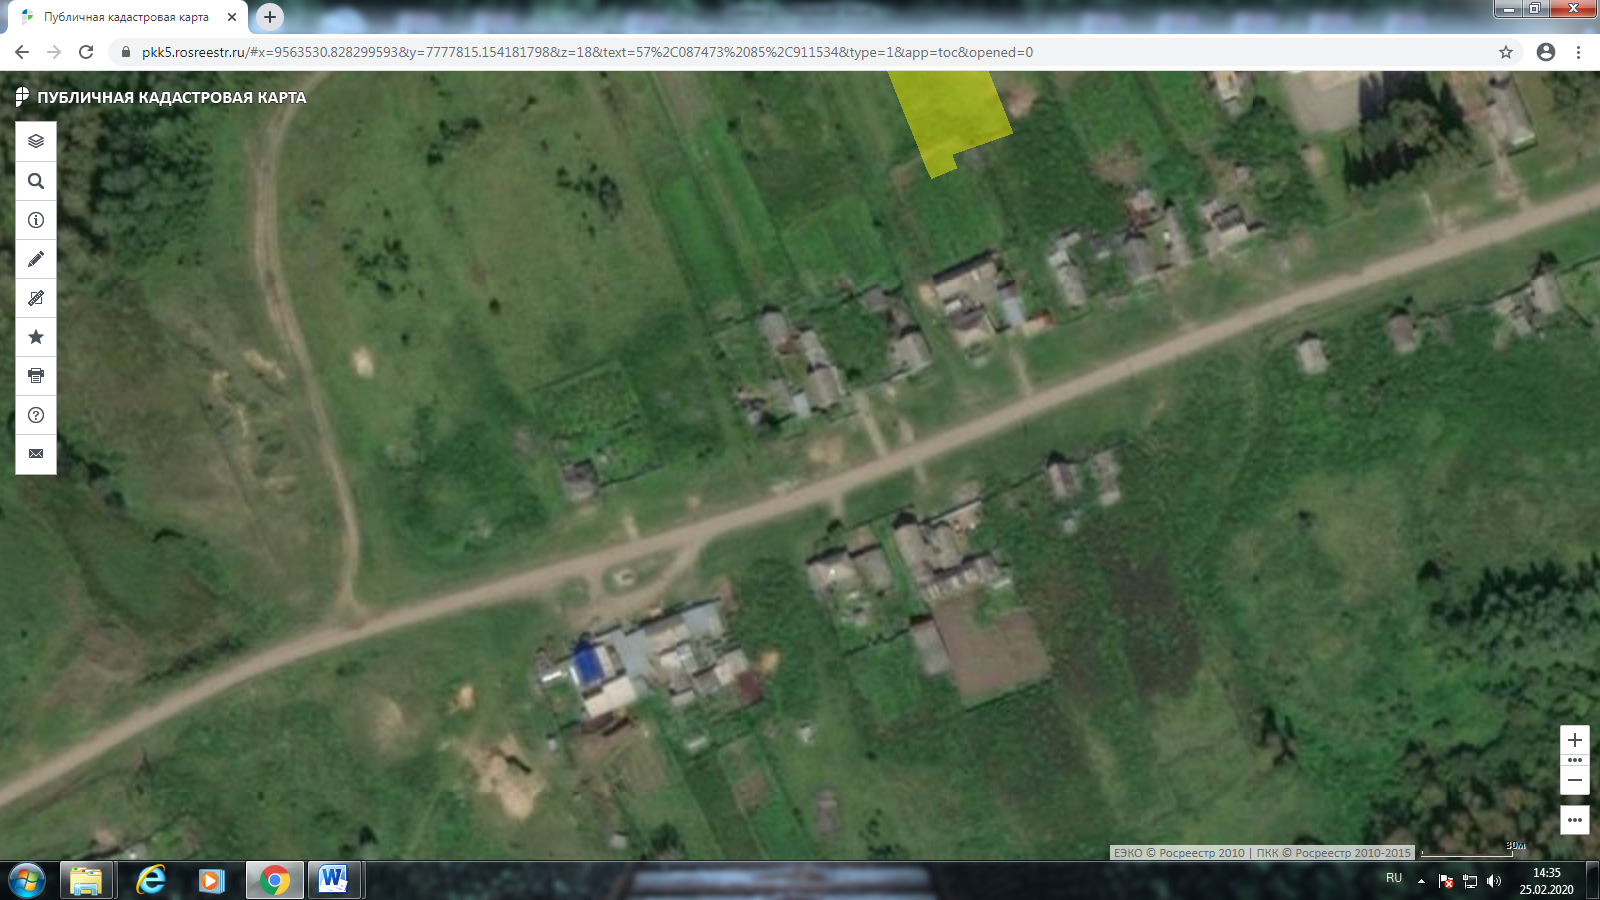 Публичная кадастровая карта
pkk5.rosreestr.ru/#x=9563530.828299593&y=7777815.154181798&z=18&text=57%2C087473%2085%2C911534&type=1&app=toc&opened=0
ПУБЛИЧНАЯ КАДАСТРОВАЯ КАРТА
30м
ЕЭКО © Росреестр 2010 | ПКК © Росреестр 2010-2015
RU
14:35
25.02.2020